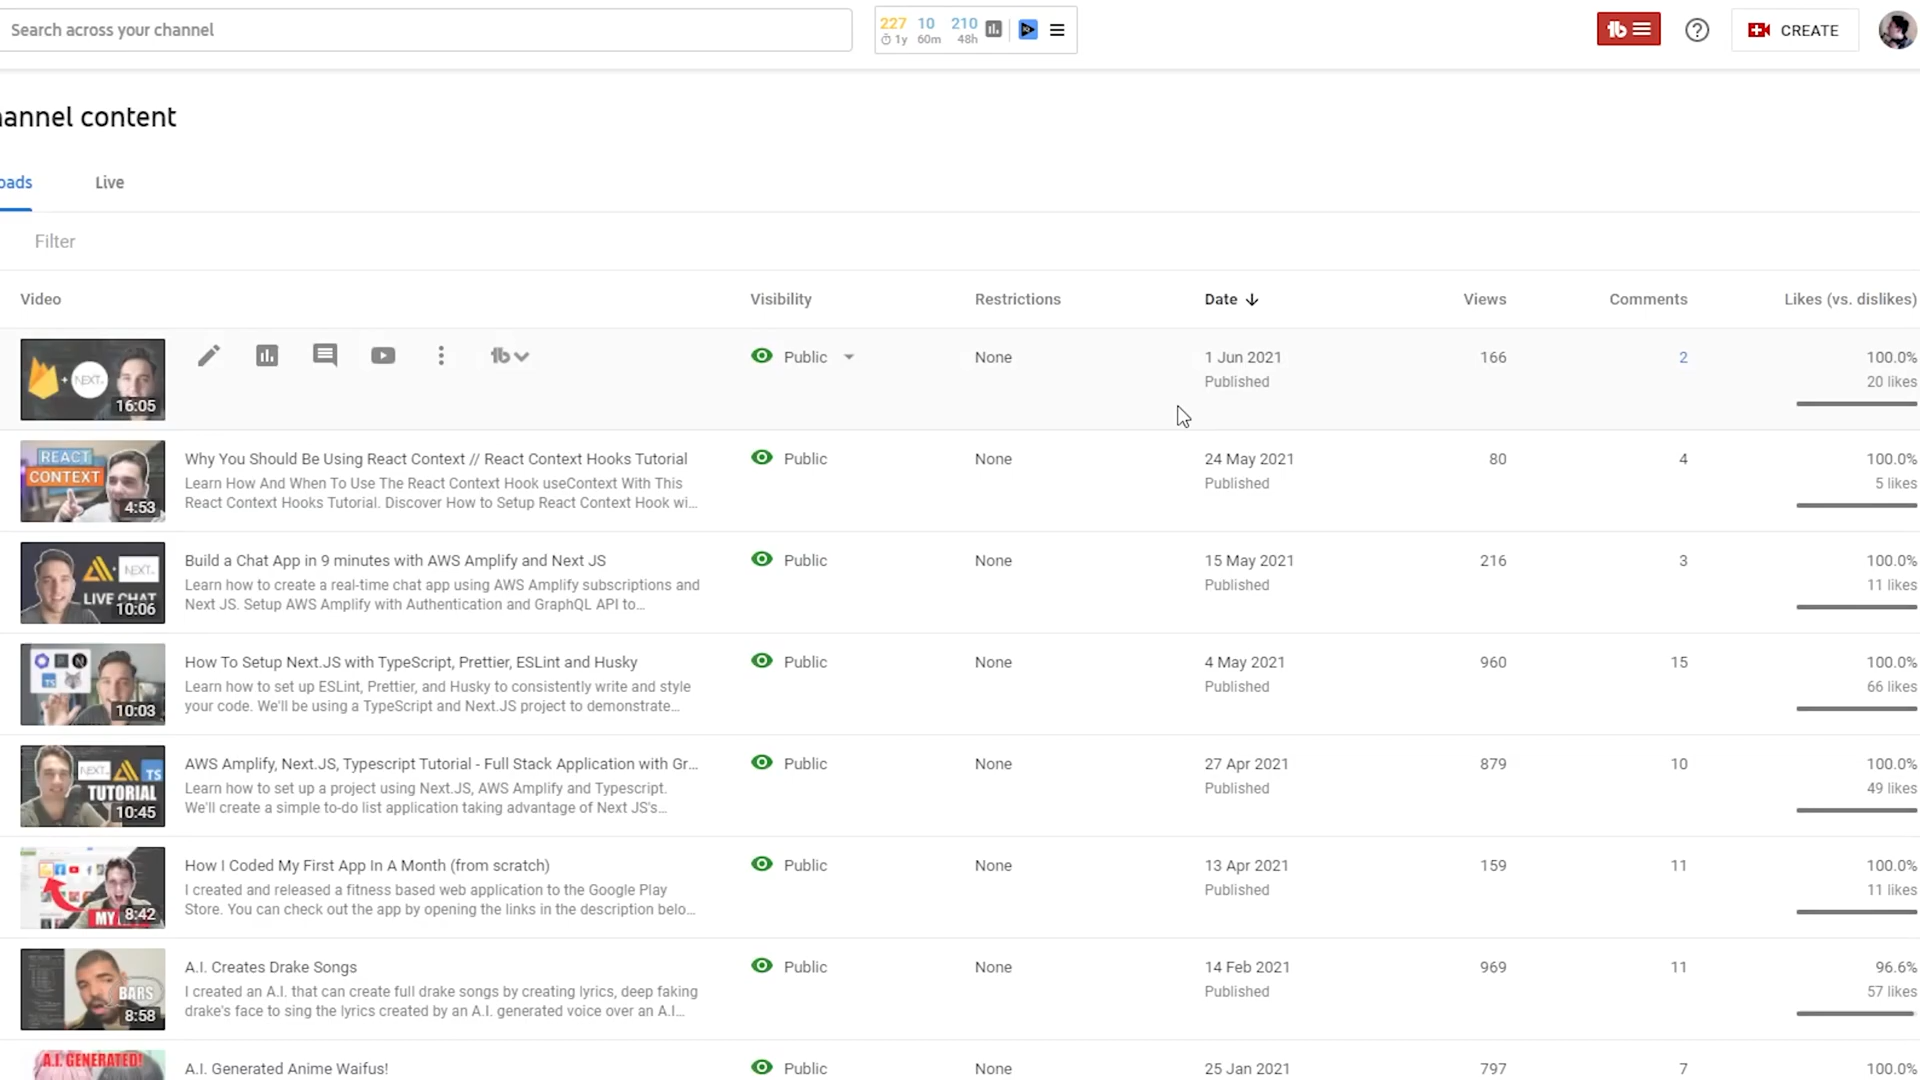 Search across your channel
227 10 210
1y 60m 48h
CREATE
annel content
oads Live
Filter
Video Visibility Restrictions Date Views Comments Likes (vs. dislikes)
NEXT
16:05
Public None 1 Jun 2021 166 2 100.0%
Published 20 likes
REACT
CONTEXT
4:53
Why You Should Be Using React Context // React Context Hooks Tutorial Public None 24 May 2021 80 4 100.0%
Learn How And When To Use The React Context Hook useContext With This Published 5 likes
React Context Hooks Tutorial. Discover How to Setup React Context Hook wi...
NEXT
LIVE CHAT
10:06
Build a Chat App in 9 minutes with AWS Amplify and Next JS Public None 15 May 2021 216 3 100.0%
Learn how to create a real-time chat app using AWS Amplify subscriptions and Published 11 likes
Next JS. Setup AWS Amplify with Authentication and GraphQL API to...
TS
10:03
How To Setup Next.JS with TypeScript, Prettier, ESLint and Husky Public None 4 May 2021 960 15 100.0%
Learn how to set up ESLint, Prettier, and Husky to consistently write and style Published 66 likes
your code. We'll be using a TypeScript and Next.JS project to demonstrate...
NEXT TS
TUTORIAL
10:45
AWS Amplify, Next.JS, Typescript Tutorial - Full Stack Application with Gr... Public None 27 Apr 2021 879 10 100.0%
Learn how to set up a project using Next.JS, AWS Amplify and Typescript. Published 49 likes
We'll create a simple to-do list application taking advantage of Next JS's...
MY
8:42
How I Coded My First App In A Month (from scratch) Public None 13 Apr 2021 159 11 100.0%
I created and released a fitness based web application to the Google Play Published 11 likes
Store. You can check out the app by opening the links in the description belo...
BARS
8:58
A.I. Creates Drake Songs Public None 14 Feb 2021 969 11 96.6%
I created an A.I. that can create full drake songs by creating lyrics, deep faking Published 57 likes
drake's face to sing the lyrics created by an A.I. generated voice over an A.I...
A.I. GENERATED!
A.I. Generated Anime Waifus! Public None 25 Jan 2021 797 7 100.0%